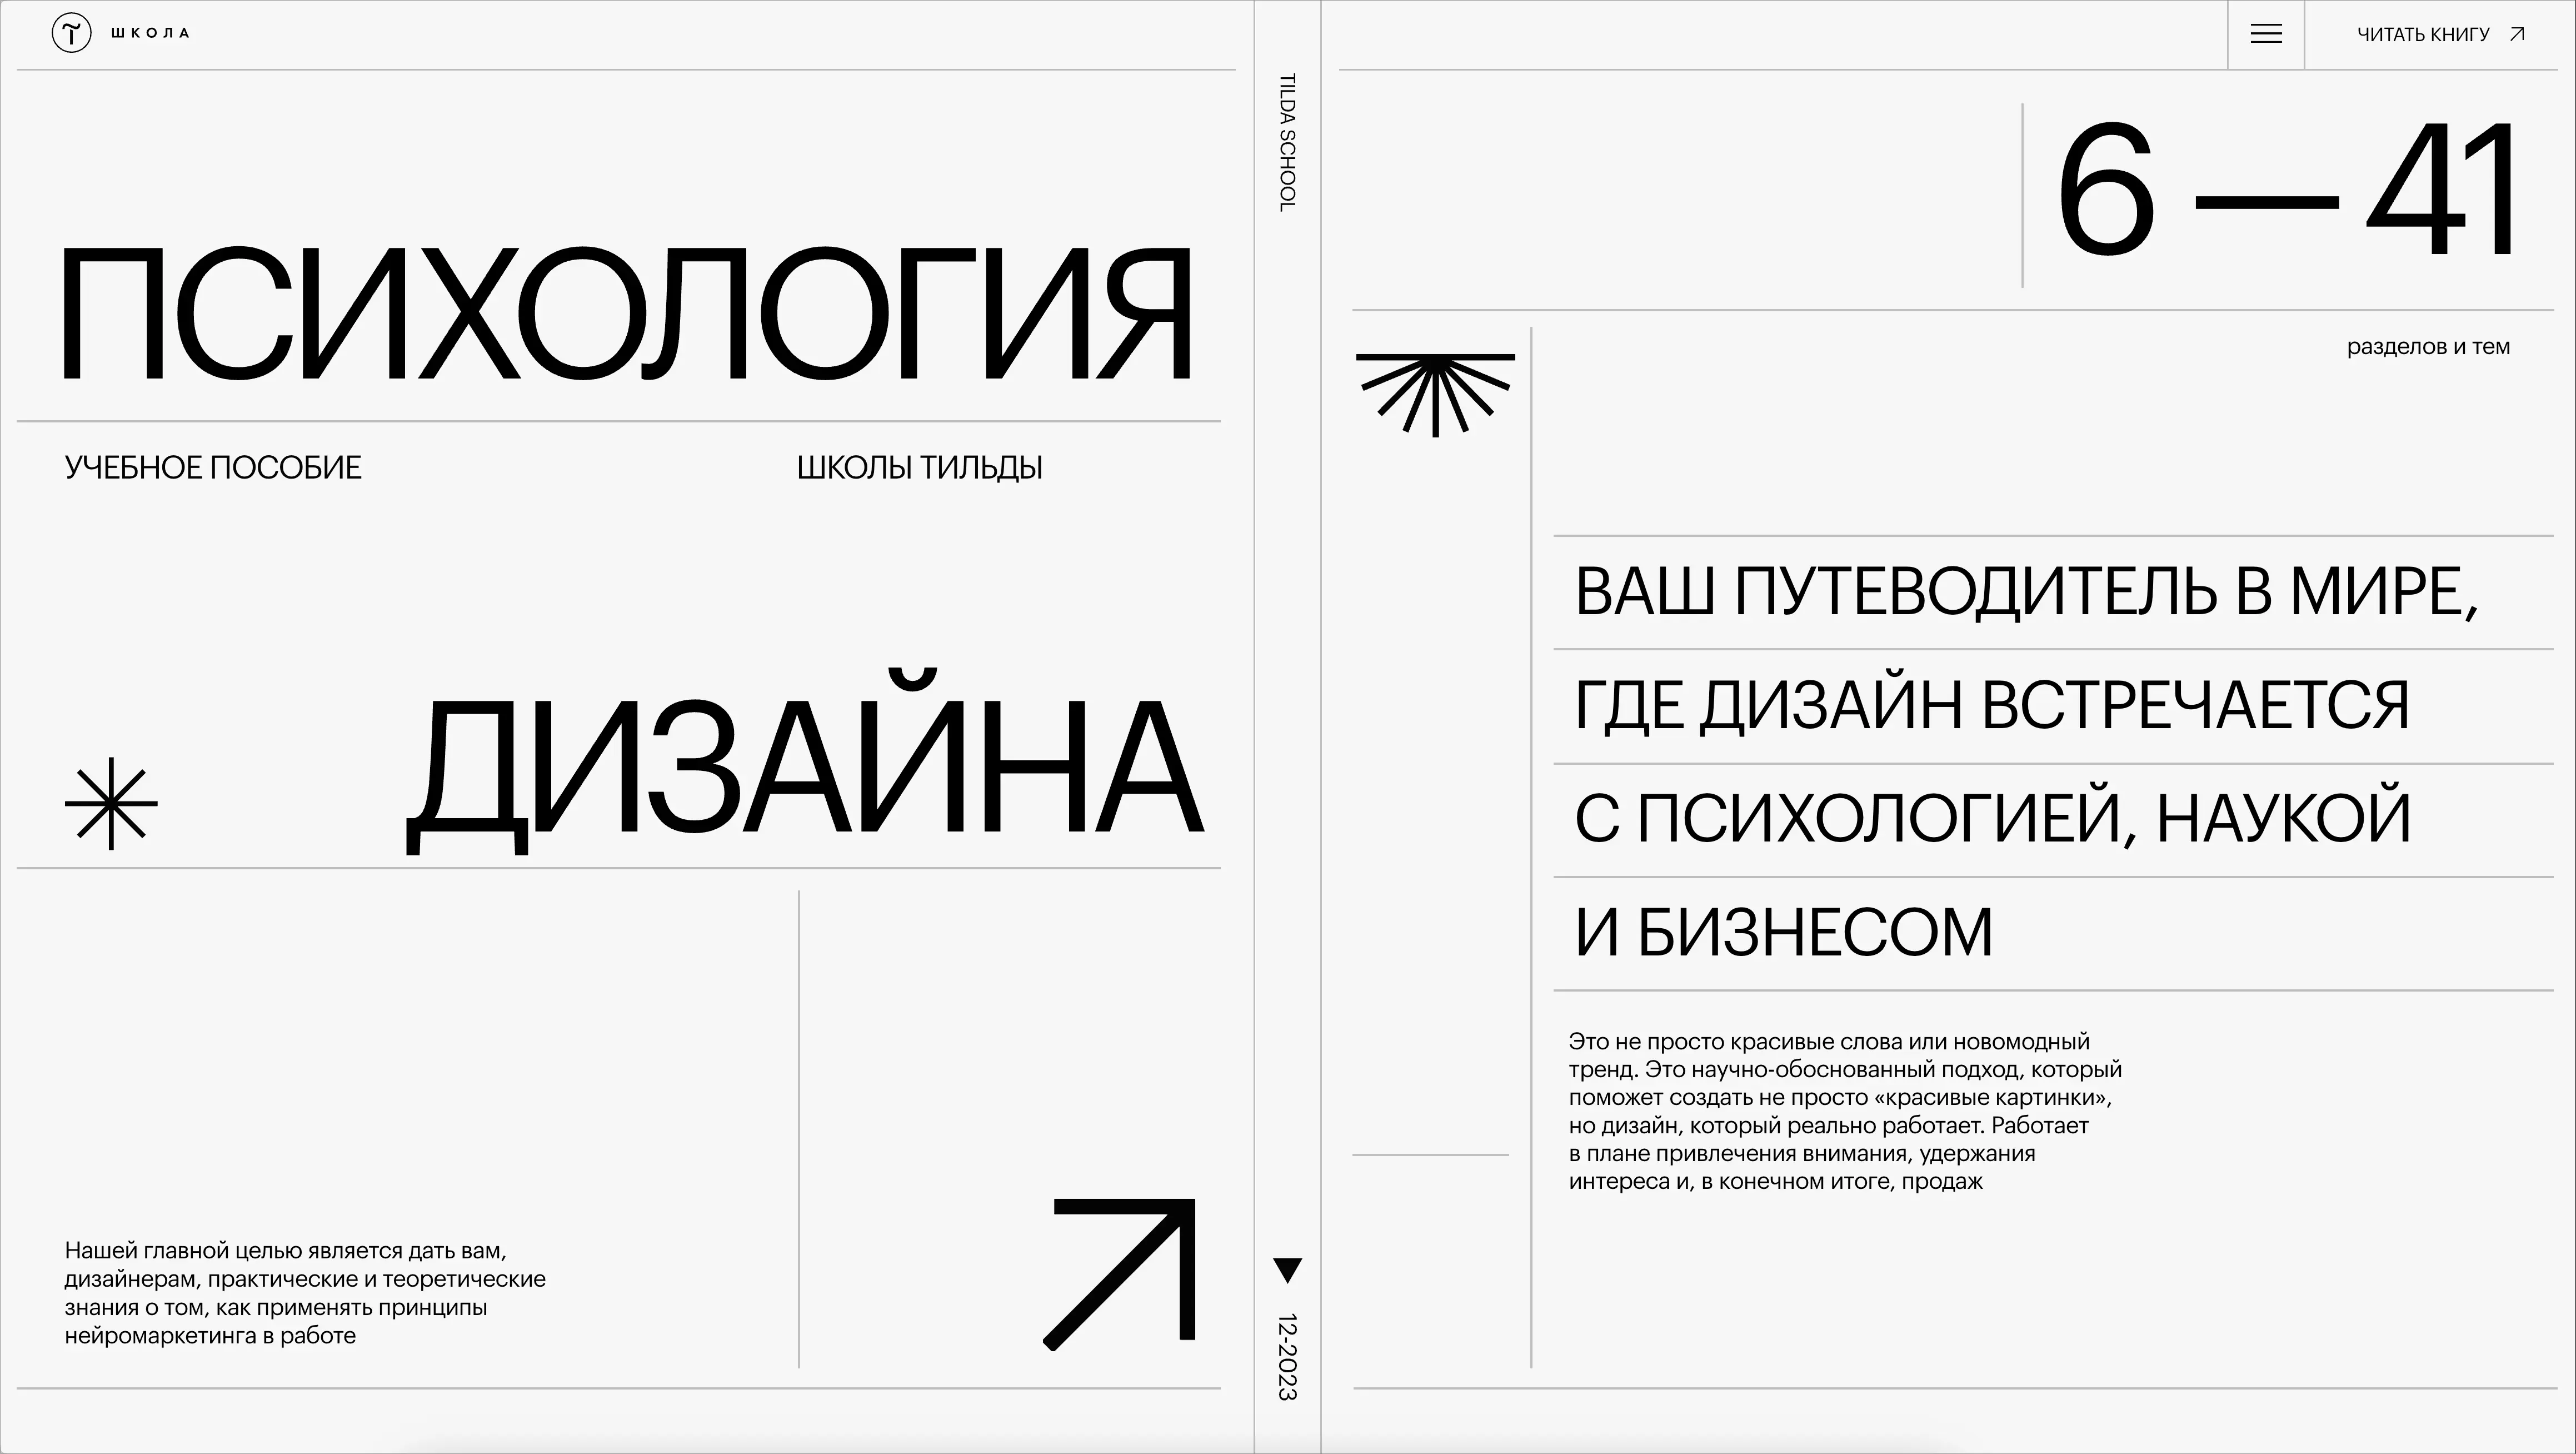 ШКОЛА
ПСИХОЛОГИЯ
УЧЕБНОЕ ПОСОБИЕ
ШКОЛЫ ТИЛЬДЫ
ДИЗАЙНА
Нашей главной целью является дать вам,
дизайнерам, практические и теоретические
знания о том, как применять принципы
нейромаркетинга в работе
TILDA SCHOOL
12-2023
ЧИТАТЬ КНИГУ
6 — 41
разделов и тем
ВАШ ПУТЕВОДИТЕЛЬ В МИРЕ,
ГДЕ ДИЗАЙН ВСТРЕЧАЕТСЯ
С ПСИХОЛОГИЕЙ, НАУКОЙ
И БИЗНЕСОМ
Это не просто красивые слова или новомодный
тренд. Это научно-обоснованный подход, который
поможет создать не просто «красивые картинки»,
но дизайн, который реально работает. Работает
в плане привлечения внимания, удержания
интереса и, в конечном итоге, продаж